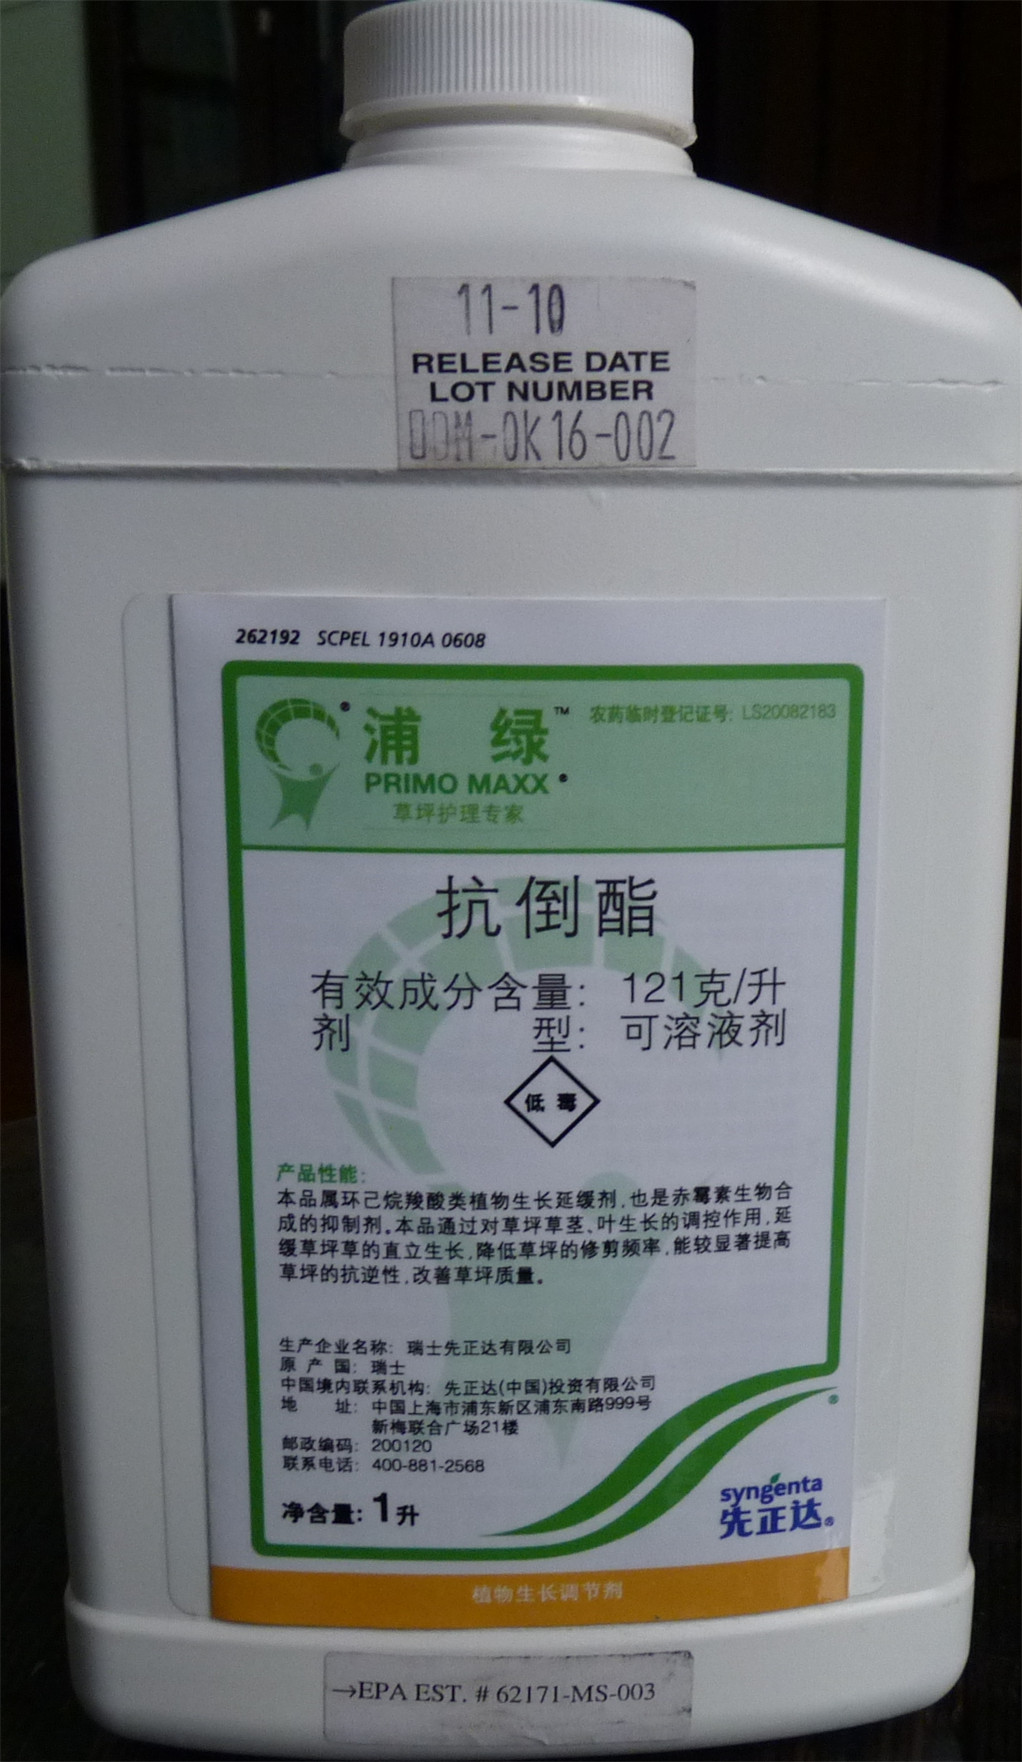 11-10
RELEASE DATE
LOT NUMBER
-0K16-002
262192 SCPEL 1910A 0608
浦 绿™ 农药临时登记证号: LS20082183
PRIMO MAXX®
草坪护理专家
抗倒酯
有效成分含量: 121克/升
剂 型: 可溶液剂
低 毒
产品性能:
本品属环己烷羧酸类植物生长延缓剂,也是赤霉素生物合
成的抑制剂。本品通过对草坪草茎、叶生长的调控作用,延
缓草坪草的直立生长,降低草坪的修剪频率,能较显著提高
草坪的抗逆性,改善草坪质量。
生产企业名称: 瑞士先正达有限公司
原 产 国: 瑞士
中国境内联系机构: 先正达(中国)投资有限公司
地 址: 中国上海市浦东新区浦东南路999号
新梅联合广场21楼
邮政编码: 200120
联系电话: 400-881-2568
净含量: 1升
syngenta
先正达®
植物生长调节剂
→EPA EST. # 62171-MS-003